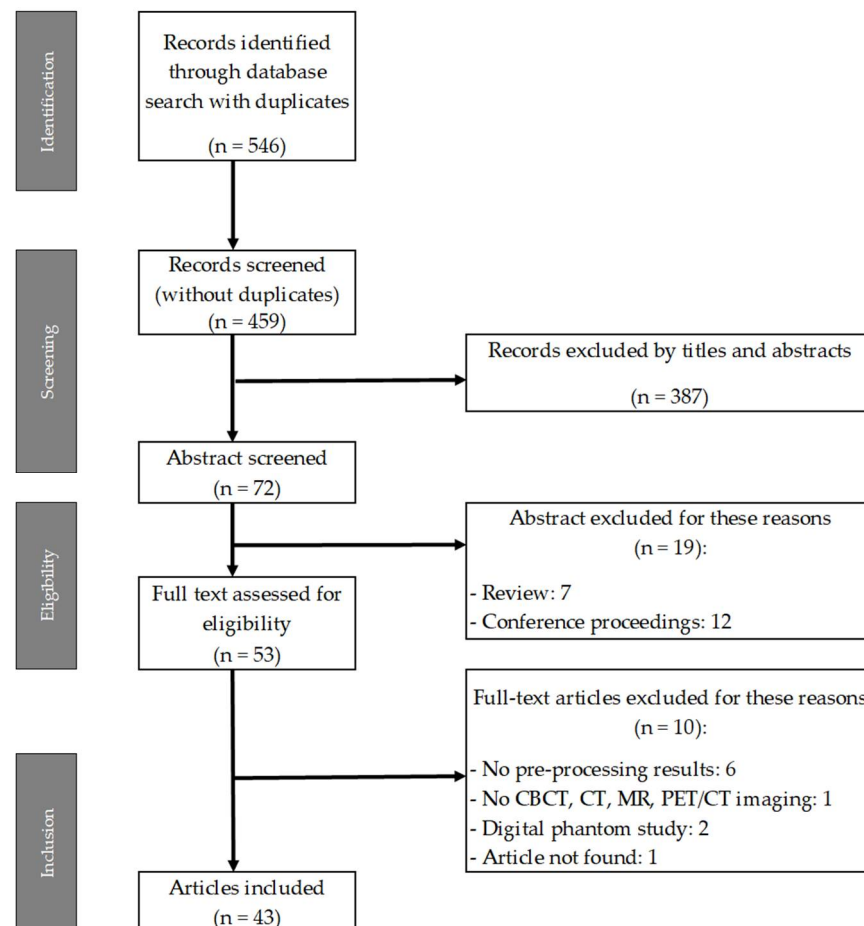 Identification
Records identified
through database
search with duplicates
(n = 546)
Screening
Records screened
(without duplicates)
(n = 459)
Records excluded by titles and abstracts
(n = 387)
Abstract screened
(n = 72)
Eligibility
Abstract excluded for these reasons
(n = 19):
- Review: 7
- Conference proceedings: 12
Full text assessed for
eligibility
(n = 53)
Full-text articles excluded for these reasons
(n = 10):
- No pre-processing results: 6
- No CBCT, CT, MR, PET/CT imaging: 1
- Digital phantom study: 2
- Article not found: 1
Inclusion
Articles included
(n = 43)